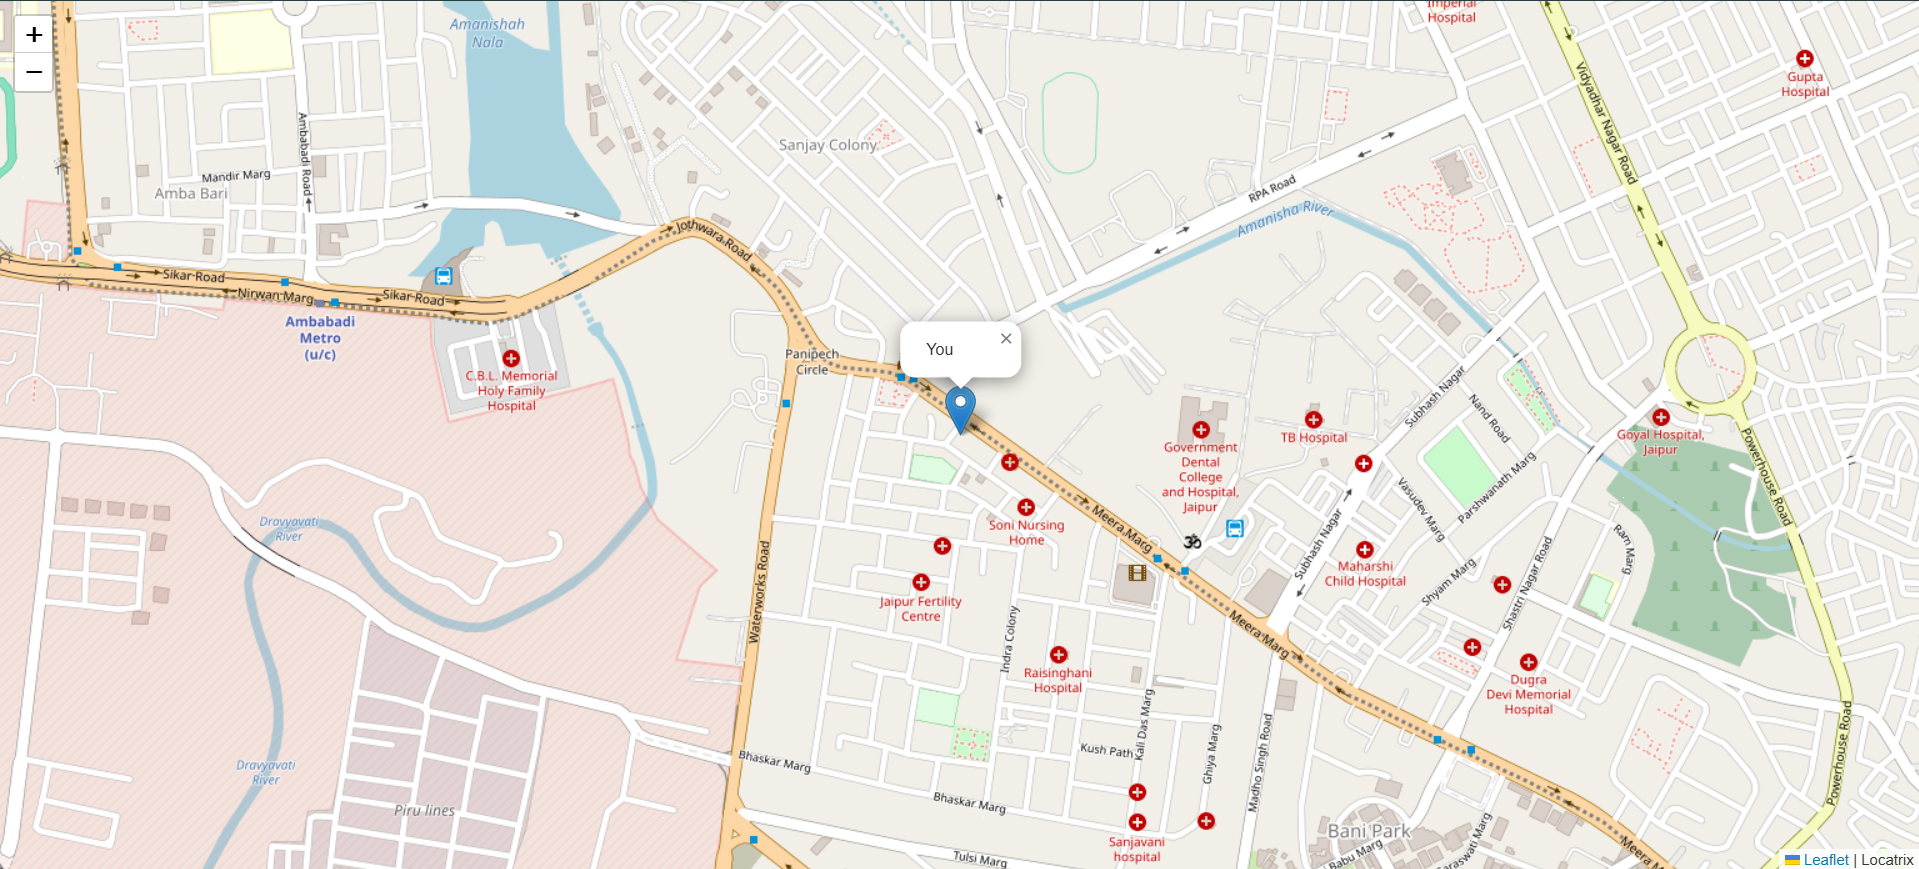 +
−
Amanishah
Nala
Imperial
Hospital
Gupta
Hospital
Vidyadhar Nagar Road
Ambabadi Road
Sanjay Colony
Mandir Marg
Amba Bari
RPA Road
Amanisha River
Jothwara Road
Sikar Road
Nirwan Marg
Sikar Road
Ambabadi
Metro
(u/c)
You
×
Panipech
Circle
C.B.L. Memorial
Holy Family
Hospital
Subhash Nagar
Nand Road
Government
Dental
College
and Hospital,
Jaipur
TB Hospital
Goyal Hospital,
Jaipur
Powerhouse Road
Parshwanath Marg
Vasudev Marg
Dravyavati
River
Soni Nursing
Home
Meera Marg
ॐ
Subhash Nagar
Ram Marg
Maharshi
Child Hospital
Shyam Marg
Shastri Nagar Road
Waterworks Road
Jaipur Fertility
Centre
Indra Colony
Meera Marg
Raisinghani
Hospital
Dugra
Devi Memorial
Hospital
Kali Das Marg
Ghiya Marg
Madho Singh Road
Powerhouse Road
Kush Path
Bhaskar Marg
Dravyavati
River
Bhaskar Marg
Piru lines
Bani Park
Sanjavani
hospital
Tulsi Marg
Babu Marg
araswati Marg
Meera M
Leaflet | Locatrix